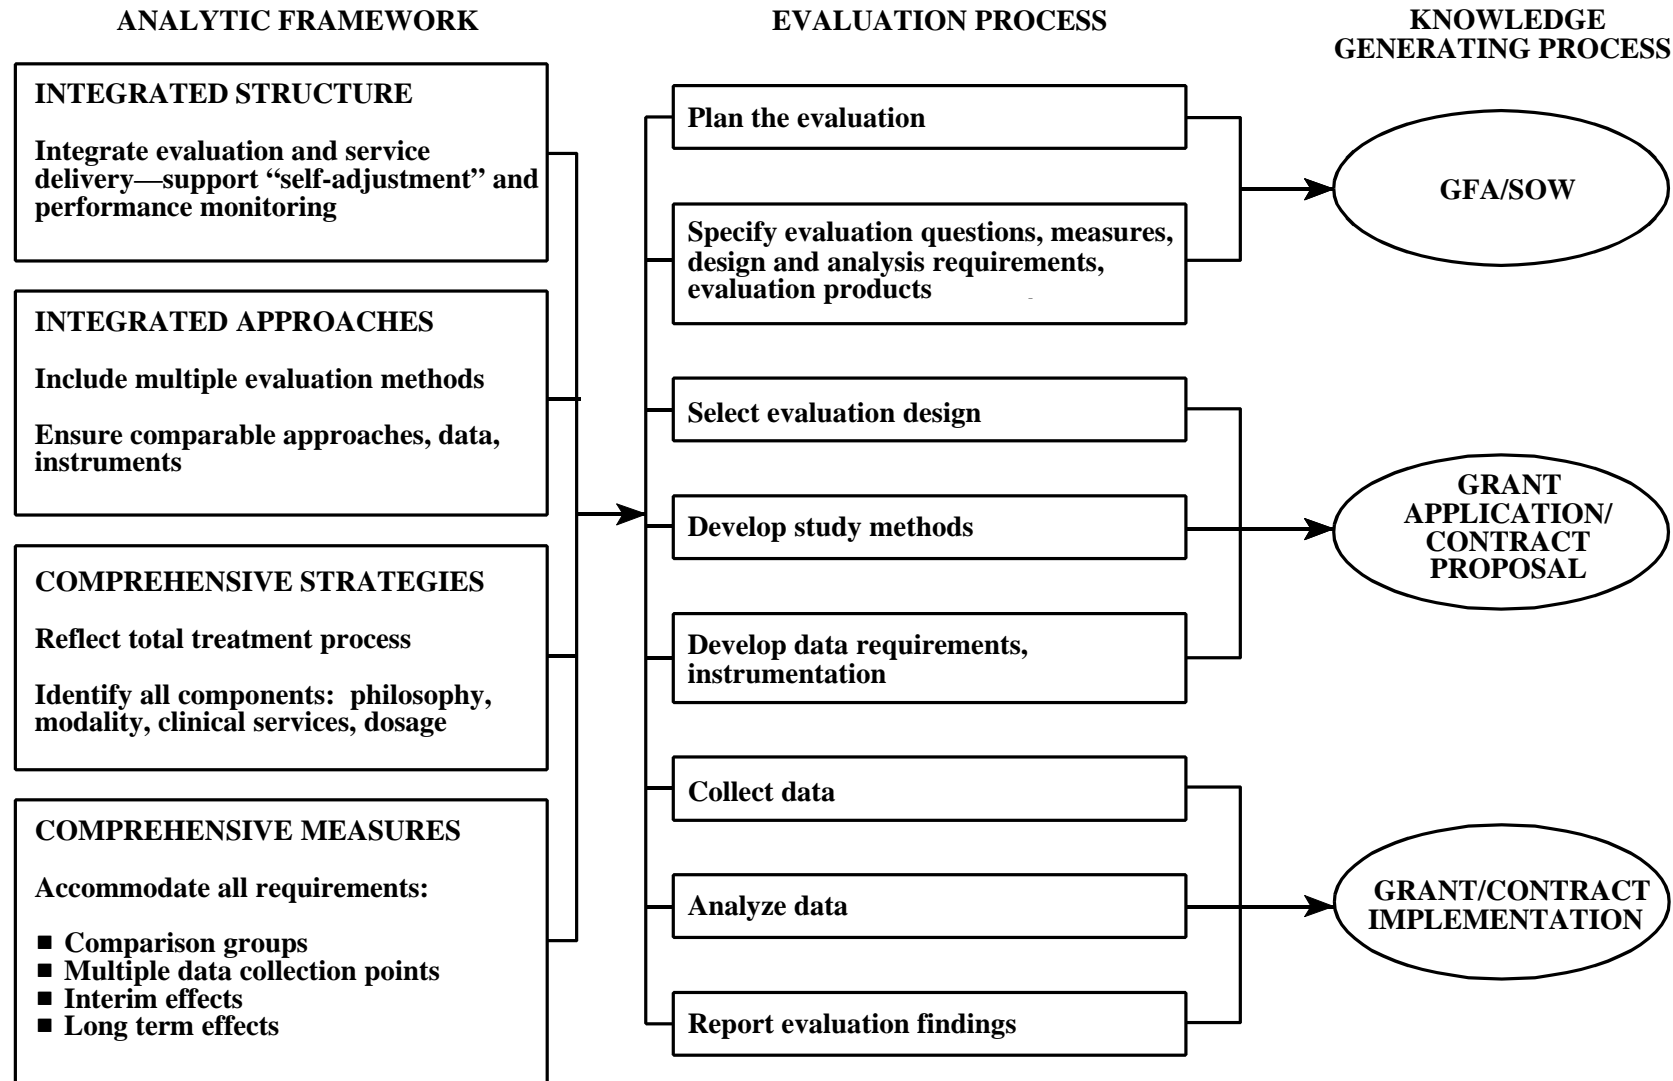 ANALYTIC FRAMEWORK
INTEGRATED STRUCTURE
Integrate evaluation and service
delivery—support “self-adjustment” and
performance monitoring
INTEGRATED APPROACHES
Include multiple evaluation methods
Ensure comparable approaches, data,
instruments
COMPREHENSIVE STRATEGIES
Reflect total treatment process
Identify all components:  philosophy,
modality, clinical services, dosage
COMPREHENSIVE MEASURES
Accommodate all requirements:
■ Comparison groups
■ Multiple data collection points
■ Interim effects
■ Long term effects
EVALUATION PROCESS
Plan the evaluation
Specify evaluation questions, measures,
design and analysis requirements,
evaluation products
Select evaluation design
Develop study methods
Develop data requirements,
instrumentation
Collect data
Analyze data
Report evaluation findings
KNOWLEDGE
GENERATING PROCESS
GFA/SOW
GRANT
APPLICATION/
CONTRACT
PROPOSAL
GRANT/CONTRACT
IMPLEMENTATION